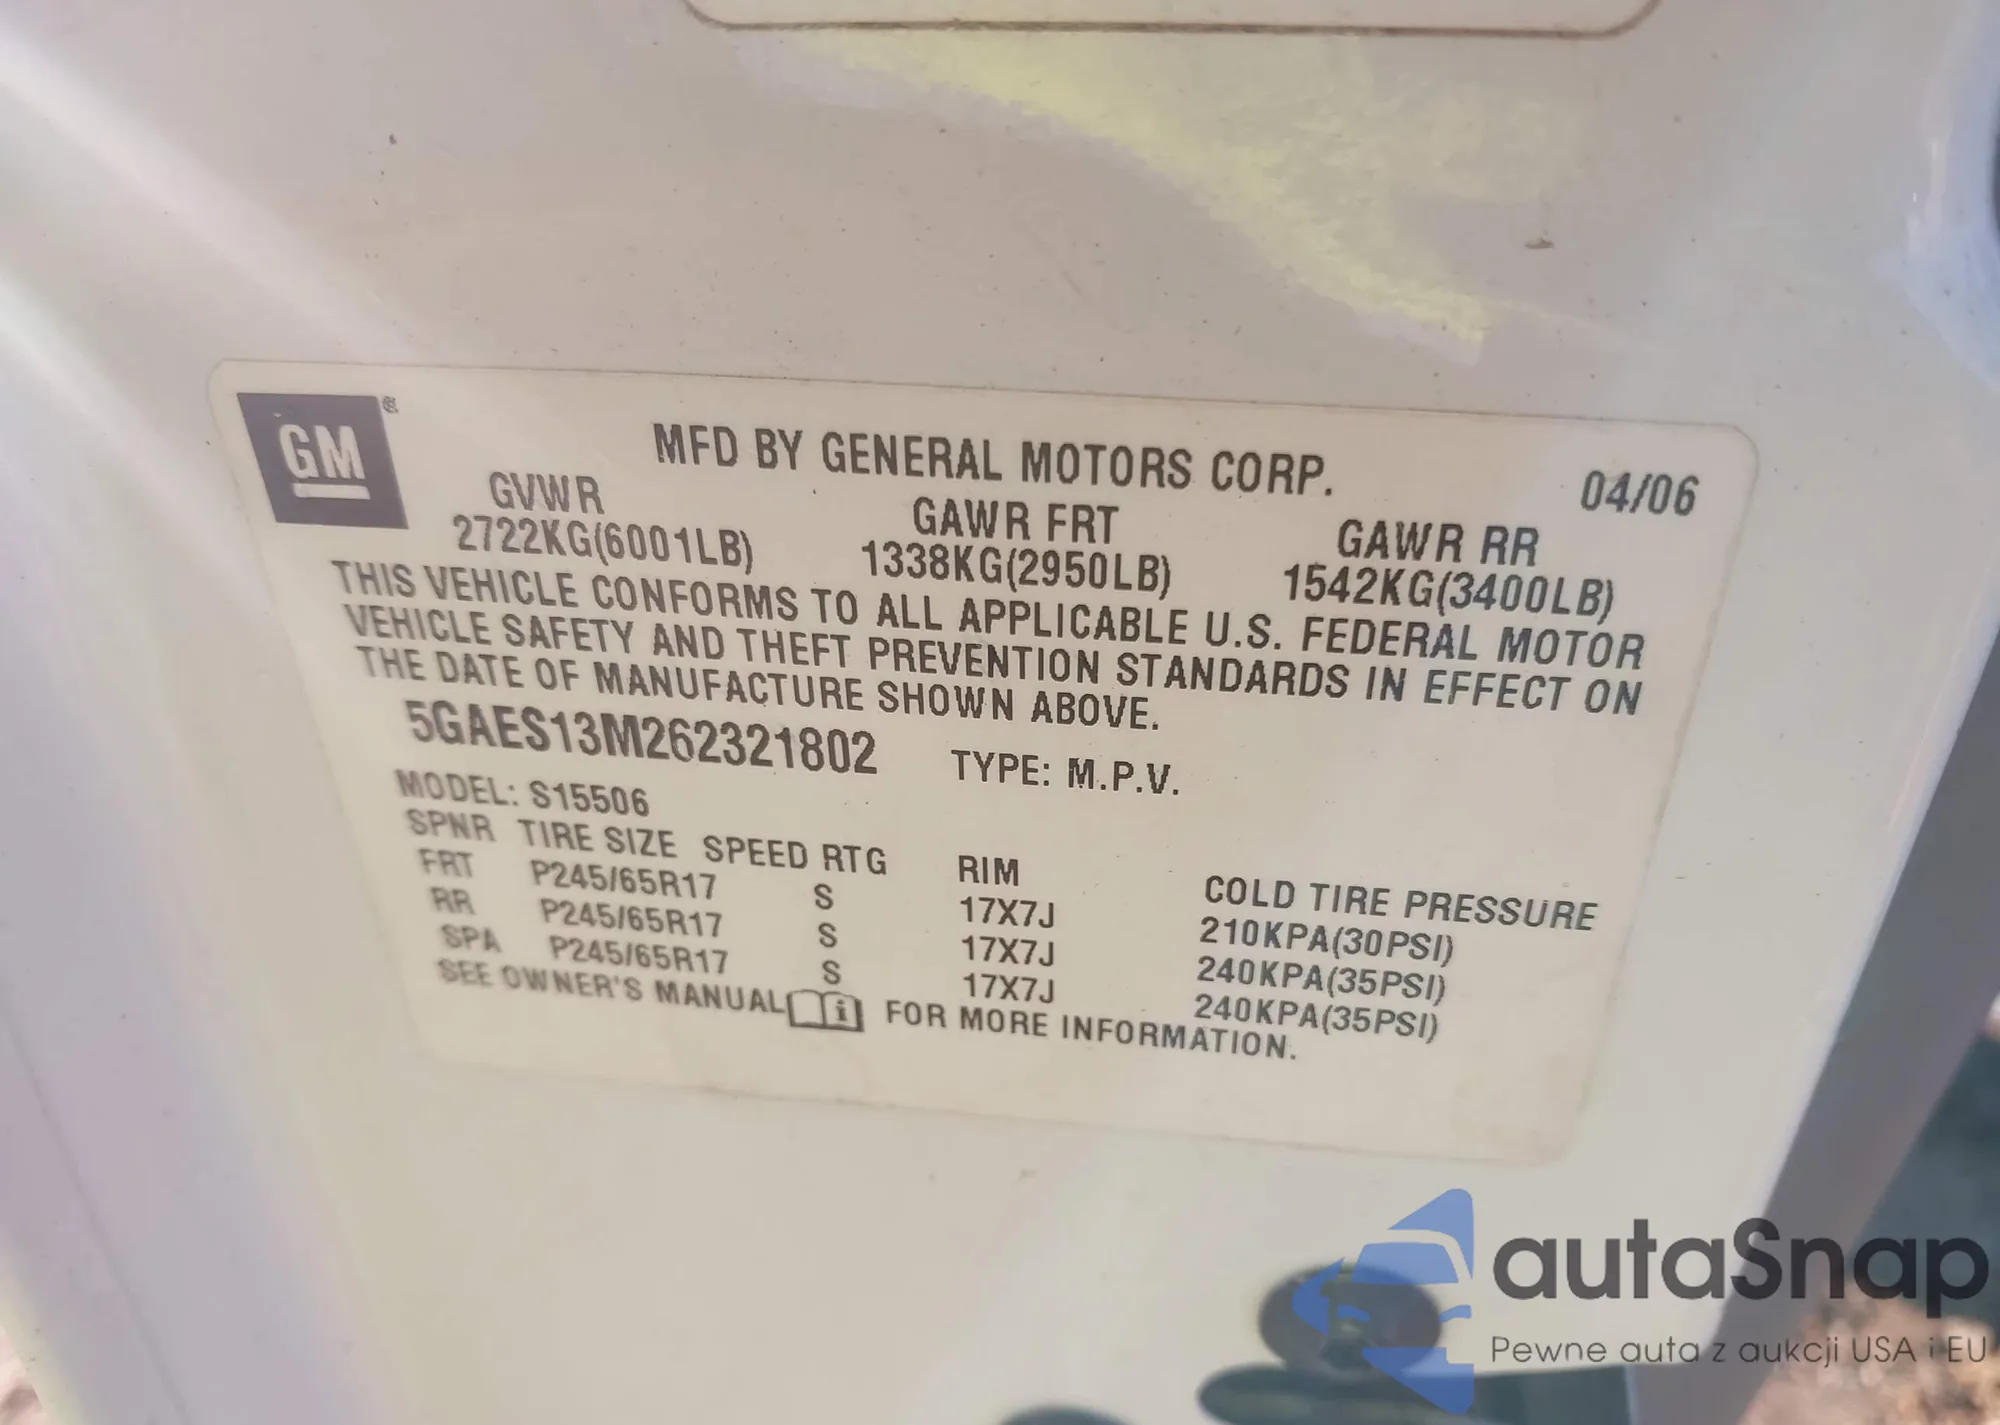 GM ®
MFD BY GENERAL MOTORS CORP. 04/06
GVWR GAWR FRT GAWR RR
2722KG(6001LB) 1338KG(2950LB) 1542KG(3400LB)
THIS VEHICLE CONFORMS TO ALL APPLICABLE U.S. FEDERAL MOTOR
VEHICLE SAFETY AND THEFT PREVENTION STANDARDS IN EFFECT ON
THE DATE OF MANUFACTURE SHOWN ABOVE.
5GAES13M262321802 TYPE: M.P.V.
MODEL: S15506
SPNR TIRE SIZE SPEED RTG RIM COLD TIRE PRESSURE
FRT P245/65R17 S 17X7J 210KPA(30PSI)
RR P245/65R17 S 17X7J 240KPA(35PSI)
SPA P245/65R17 S 17X7J 240KPA(35PSI)
SEE OWNER'S MANUAL FOR MORE INFORMATION.
autaSnap
Pewne auta z aukcji USA i EU